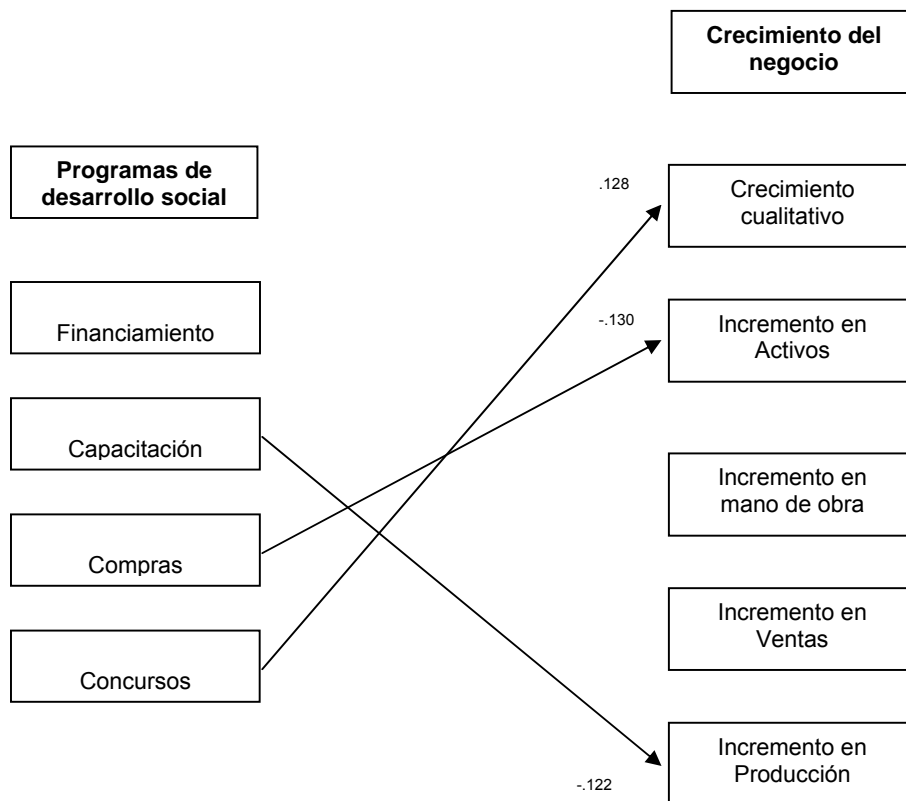 Crecimiento del
negocio
Programas de
desarrollo social
.128
Crecimiento
cualitativo
-.130
Incremento en
Activos
Financiamiento
Capacitación
Incremento en
mano de obra
Compras
Incremento en
Ventas
Concursos
Incremento en
Producción
-.122